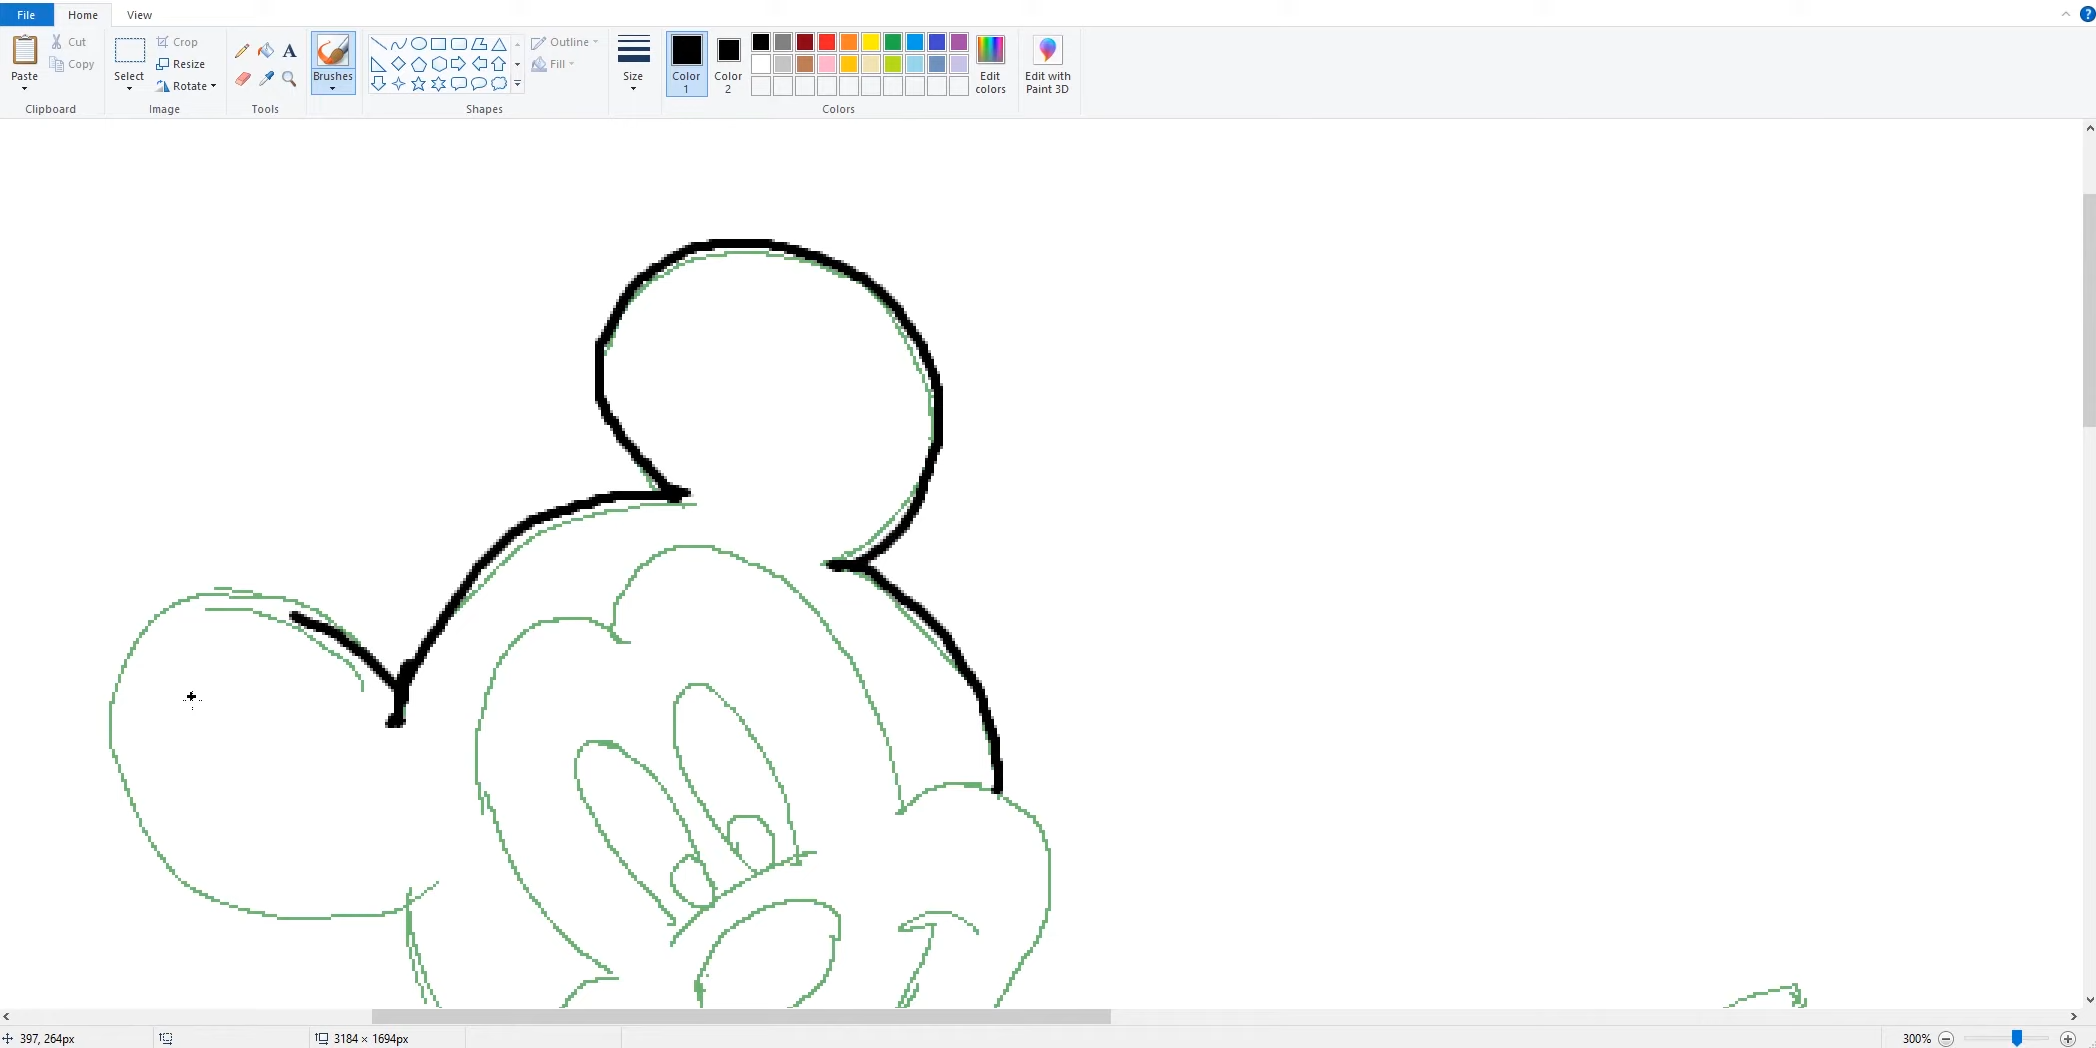 File Home View
Paste Cut Copy
Clipboard
Select Crop Resize Rotate
Image
A
Tools
Brushes
Outline Fill
Shapes
Size
Color 1
Color 2
Edit colors
Colors
Edit with Paint 3D
?
397, 264px
3184 × 1694px
300%